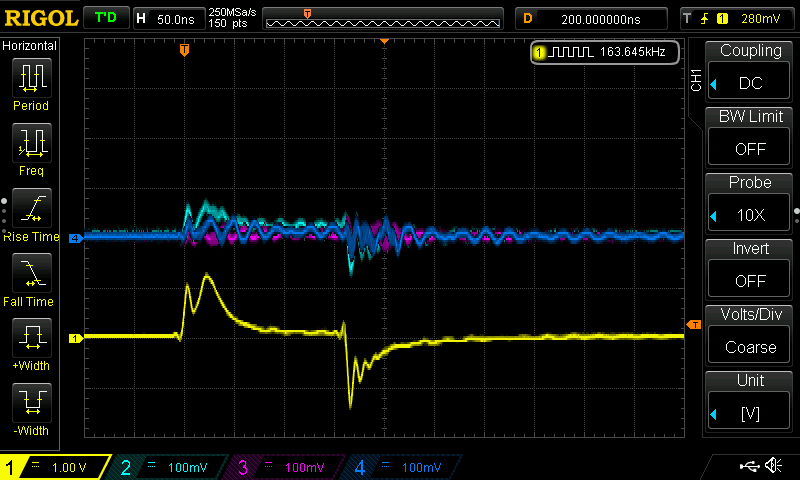 RIGOL T'D H 50.0ns 250MSa/s D 200.000000ns T 1 280mV
150 pts
T
Horizontal
Period
Freq
Rise Time
Fall Time
+Width
-Width
T
1 163.645kHz
4
1
T
CH1
Coupling
DC
BW Limit
OFF
Probe
10X
Invert
OFF
Volts/Div
Coarse
Unit
[V]
1 1.00 V 2 100mV 3 100mV 4 100mV